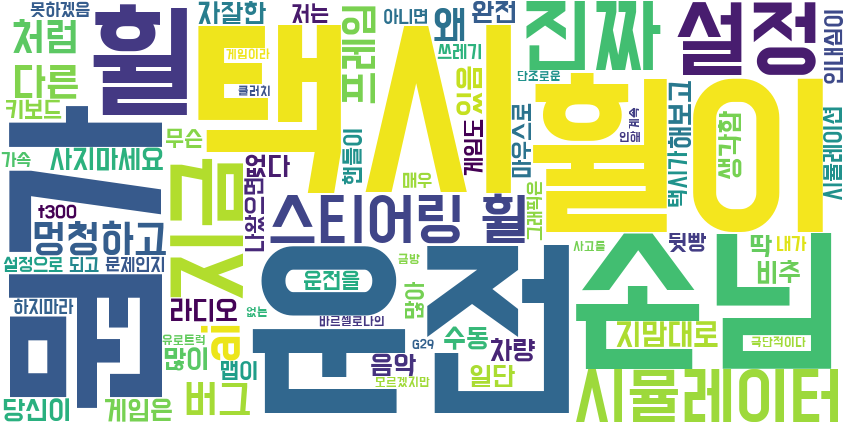 못하겠음 자잘한 저는 아니면 왜 완전 진짜 설정 인내심이
처럼 휠 게임이라 택시 프레임 쓰레기
다른 클러치 있음 단조로운 휠이
키보드 무슨 핸들이 게임도 마우스로 인해 계속 택시가 해보고 생각함 시뮬레이션
가속 사지마세요 없다 매우
t300 시뮬 나왔으면 스티어링 휠 그래픽은
멍청하고 뒷빵 딱 내가
설정으로 되고 문제인지 운전을 운전 금방 사고를 손님 비추
하지마라 라디오 없는 바르셀로나의 많이
유로트럭 ai G29 수동 차량 지맘대로 극단적이다
많이 맵이 음악 일단
당신이 게임은 버그 모르겠지만 시뮬레이터